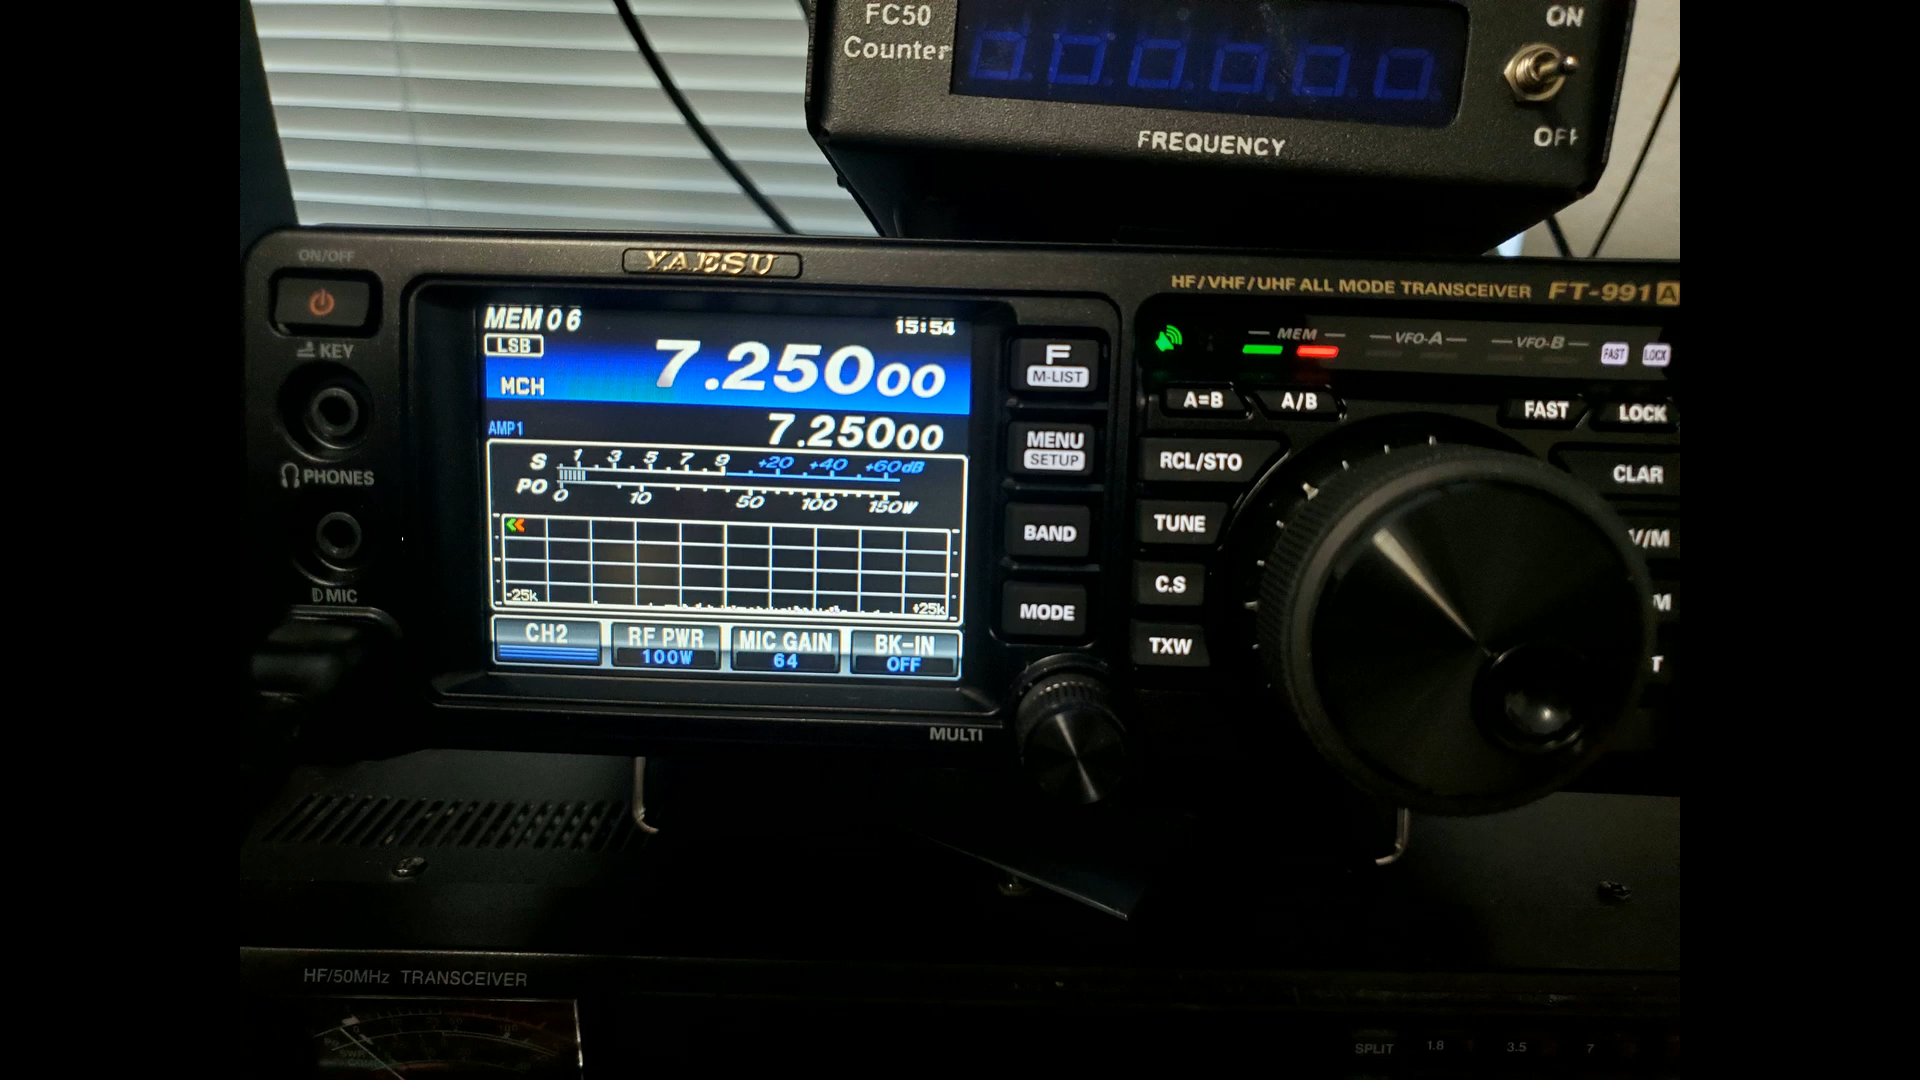 FC50
Counter
000000
ON
OFF
FREQUENCY
ON/OFF
YAESU
HF/VHF/UHF ALL MODE TRANSCEIVER FT-991A
KEY
PHONES
MIC
MEM 06
15:54
LSB
7.25000
MCH
AMP1
7.25000
S 1 3 5 7 9 +20 +40 +60dB
PO 0 10 50 100 150W
-25k
+25k
CH2
RF PWR
100W
MIC GAIN
64
BK-IN
OFF
F
M-LIST
MENU
SETUP
BAND
MODE
MULTI
MEM
VFO-A
VFO-B
FAST
LOCK
A=B
A/B
FAST
LOCK
RCL/STO
CLAR
TUNE
V/M
C.S
M
TXW
T
HF/50MHz TRANSCEIVER
SPLIT
1.8
3.5
7